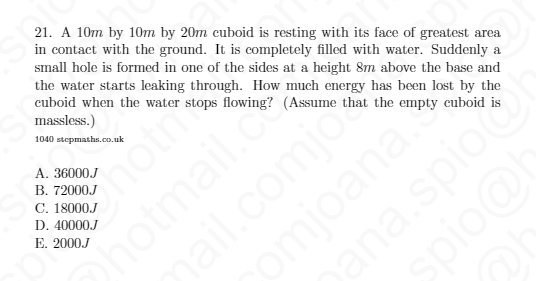 21. A 10m by 10m by 20m cuboid is resting with its face of greatest area
in contact with the ground. It is completely filled with water. Suddenly a
small hole is formed in one of the sides at a height 8m above the base and
the water starts leaking through. How much energy has been lost by the
cuboid when the water stops flowing? (Assume that the empty cuboid is
massless.)
1040 stepmaths.co.uk
A. 36000J
B. 72000J
C. 18000J
D. 40000J
E. 2000J